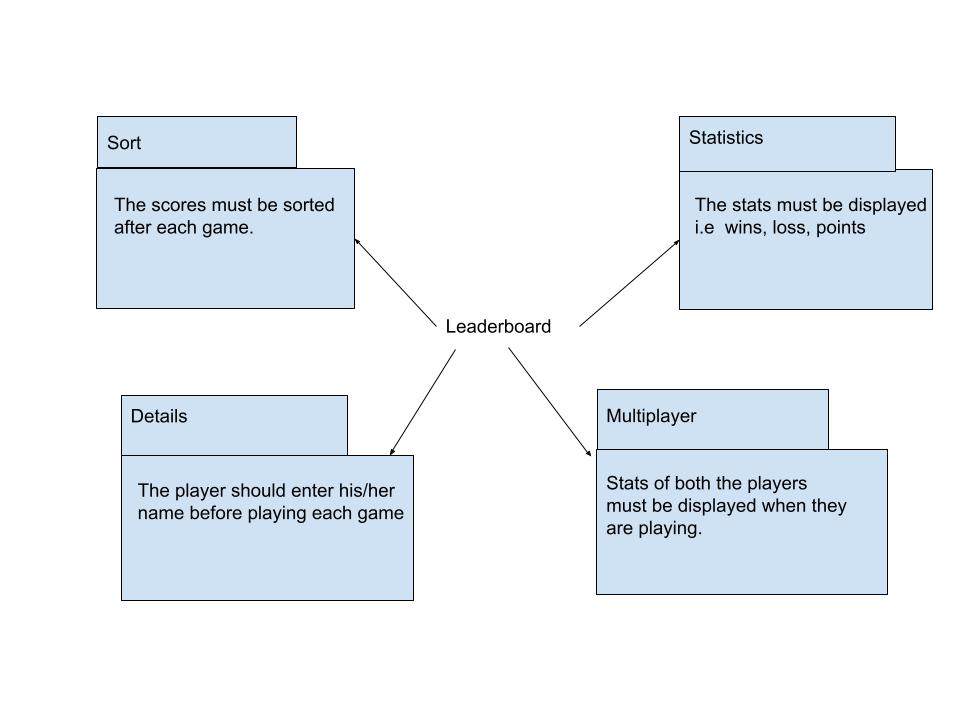 Sort
The scores must be sorted
after each game.
Statistics
The stats must be displayed
i.e  wins, loss, points
Leaderboard
Details
The player should enter his/her
name before playing each game
Multiplayer
Stats of both the players
must be displayed when they
are playing.